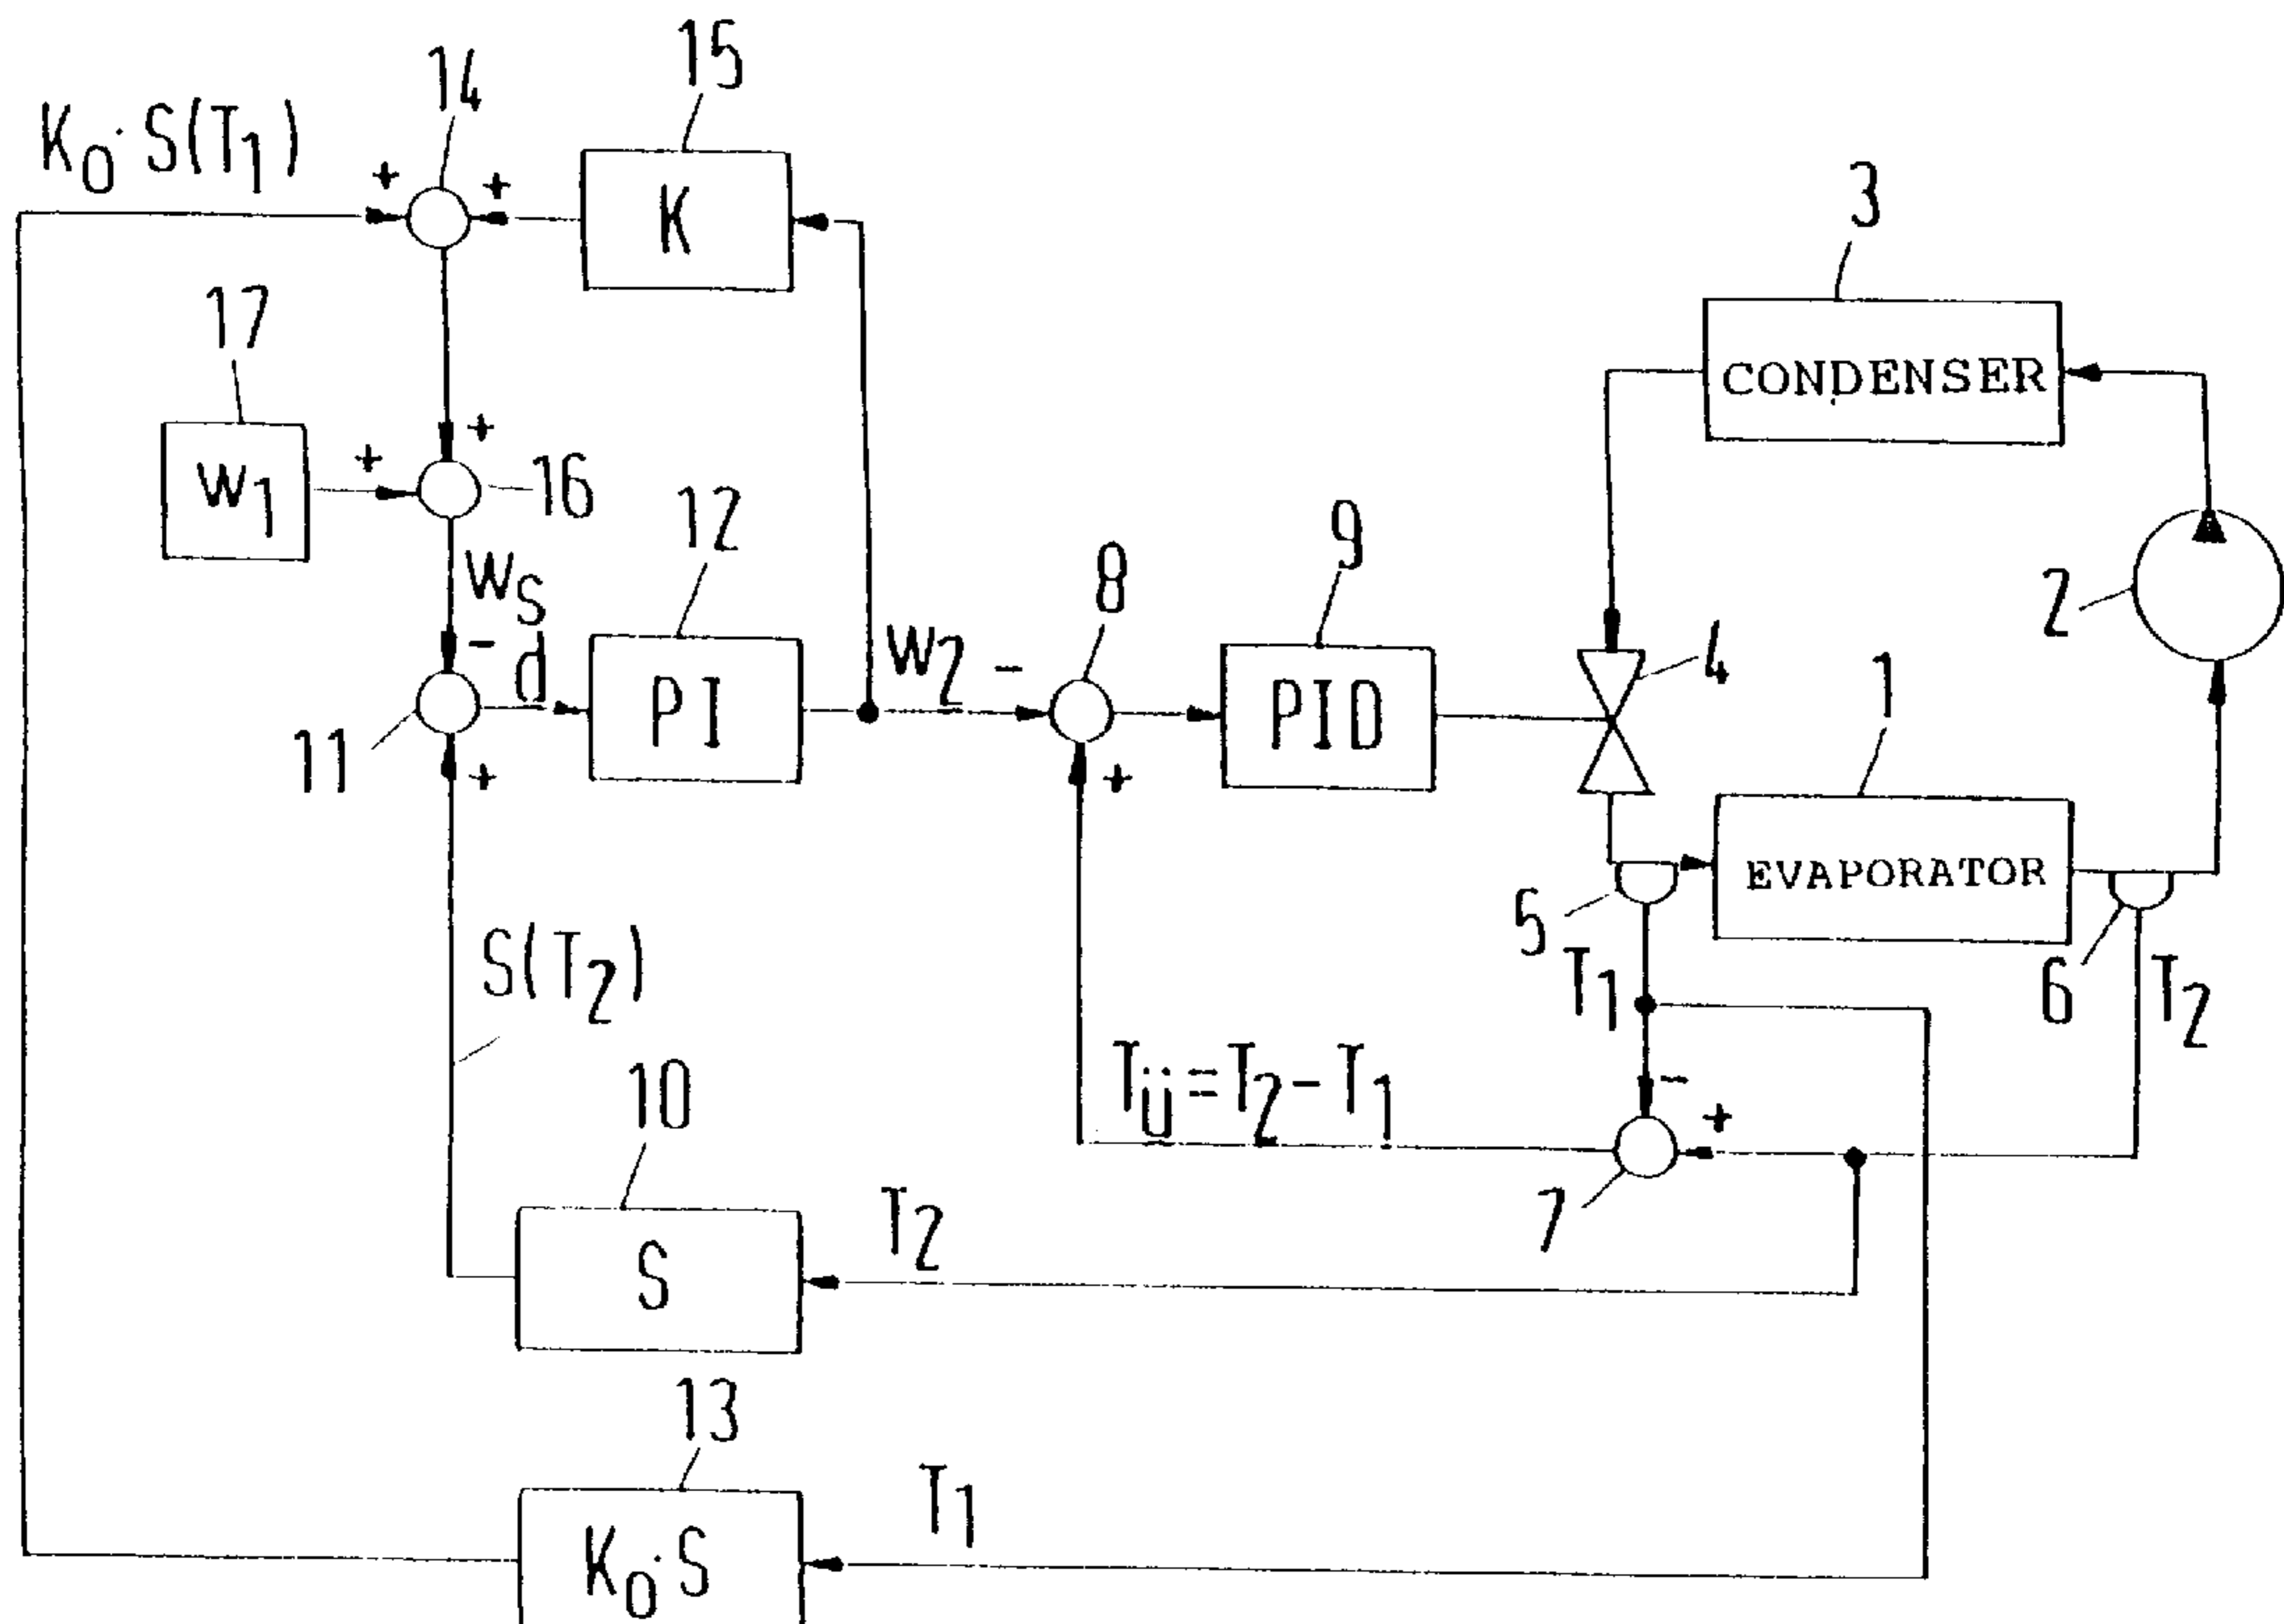 15
14
K₀·S(T₁)
+
+
K
3
17
CONDENSER
+
+
W₁
16
12
9
8
2
Wₛ
-
d
W₂
-
4
PI
PID
1
11
+
+
EVAPORATOR
5
S(T₂)
T₁
6
T₂
Tü=T₂-T₁
-
+
10
7
T₂
S
13
T₁
K₀·S